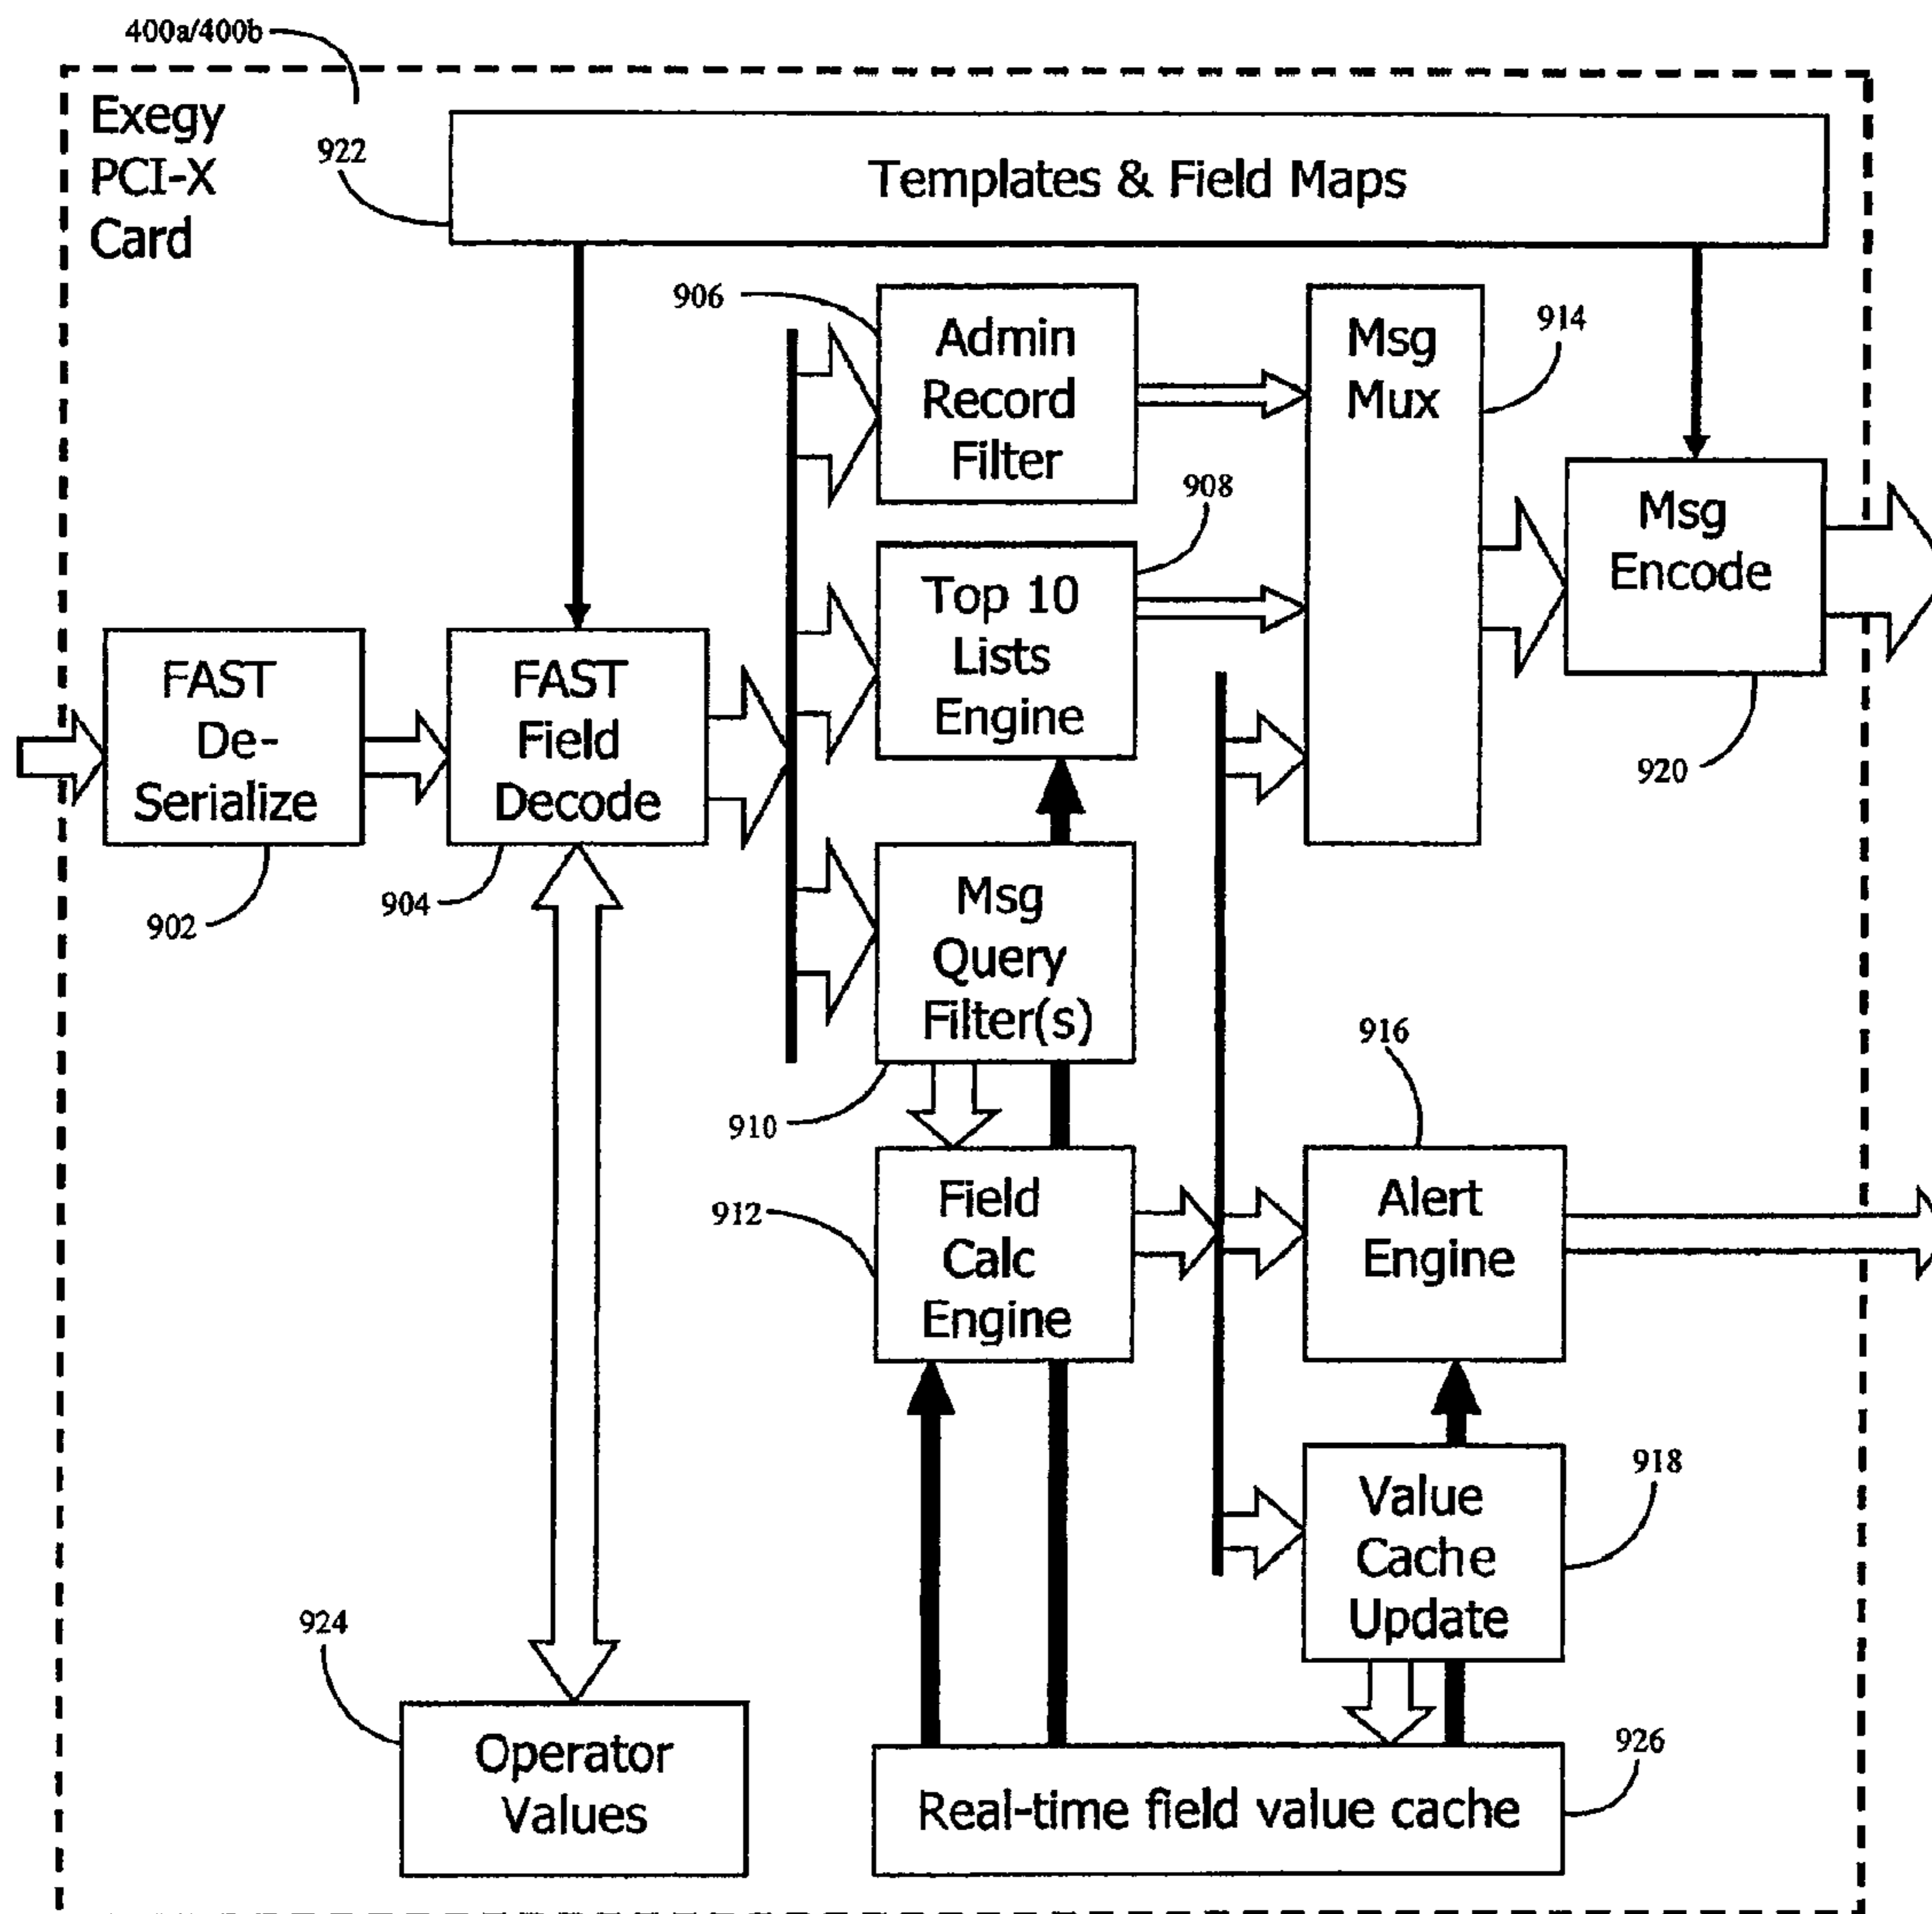 400a/400b
Exegy
PCI-X
Card
922
Templates & Field Maps
906
Admin
Record
Filter
Msg
Mux
914
908
Top 10
Lists
Engine
Msg
Encode
920
FAST
De-
Serialize
902
FAST
Field
Decode
904
Msg
Query
Filter(s)
910
916
912
Field
Calc
Engine
Alert
Engine
Value
Cache
Update
918
924
Operator
Values
Real-time field value cache
926